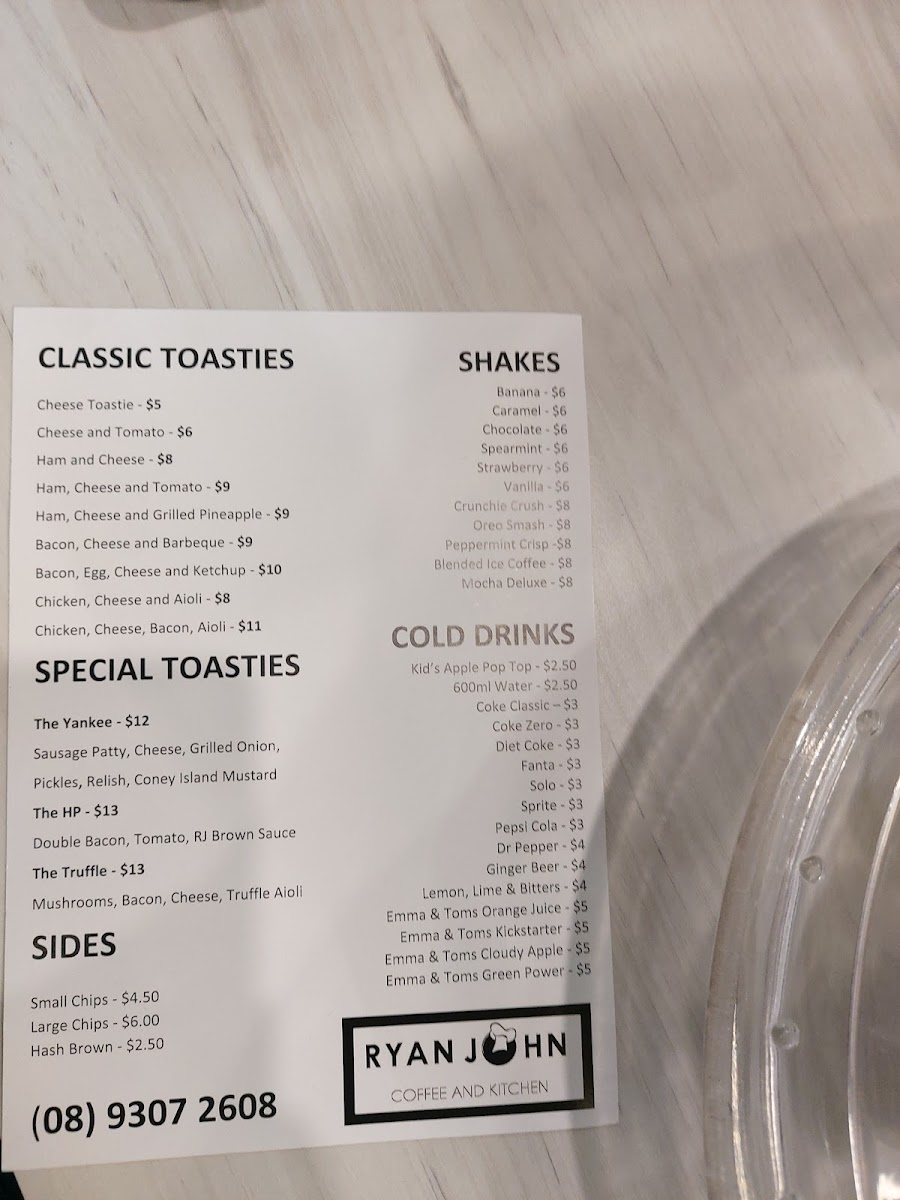 CLASSIC TOASTIES
Cheese Toastie - $5
Cheese and Tomato - $6
Ham and Cheese - $8
Ham, Cheese and Tomato - $9
Ham, Cheese and Grilled Pineapple - $9
Bacon, Cheese and Barbeque - $9
Bacon, Egg, Cheese and Ketchup - $10
Chicken, Cheese and Aioli - $8
Chicken, Cheese, Bacon, Aioli - $11
SPECIAL TOASTIES
The Yankee - $12
Sausage Patty, Cheese, Grilled Onion,
Pickles, Relish, Coney Island Mustard
The HP - $13
Double Bacon, Tomato, RJ Brown Sauce
The Truffle - $13
Mushrooms, Bacon, Cheese, Truffle Aioli
SIDES
Small Chips - $4.50
Large Chips - $6.00
Hash Brown - $2.50
(08) 9307 2608
SHAKES
Banana - $6
Caramel - $6
Chocolate - $6
Spearmint - $6
Strawberry - $6
Vanilla - $6
Crunchie Crush - $8
Oreo Smash - $8
Peppermint Crisp -$8
Blended Ice Coffee - $8
Mocha Deluxe - $8
COLD DRINKS
Kid's Apple Pop Top - $2.50
600ml Water - $2.50
Coke Classic – $3
Coke Zero - $3
Diet Coke - $3
Fanta - $3
Solo - $3
Sprite - $3
Pepsi Cola - $3
Dr Pepper - $4
Ginger Beer - $4
Lemon, Lime & Bitters - $4
Emma & Toms Orange Juice - $5
Emma & Toms Kickstarter - $5
Emma & Toms Cloudy Apple - $5
Emma & Toms Green Power - $5
RYAN JOHN
COFFEE AND KITCHEN